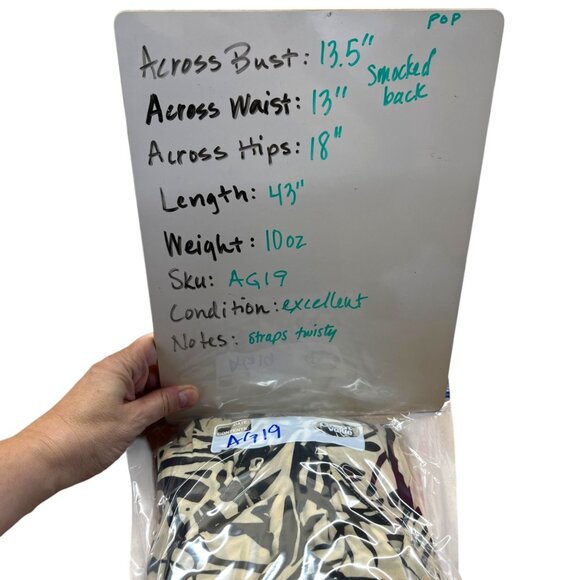 POP
Across Bust: 13.5"
Smocked
back
Across Waist: 13"
Across Hips: 18"
Length: 43"
Weight: 10oz
Sku: AG19
Condition: excellent
Notes: straps twisty
AG19
AG19